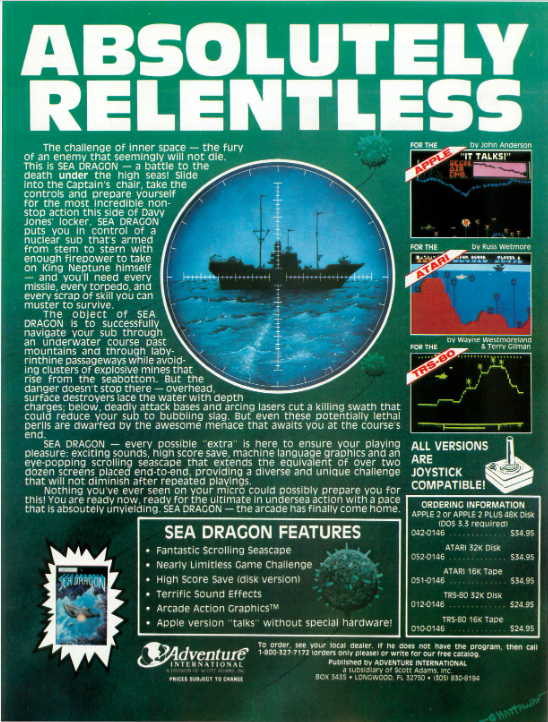 ABSOLUTELY
RELENTLESS
The challenge of inner space — the fury
of an enemy that seemingly will not die.
This is SEA DRAGON — a battle to the
death under the high seas! Slide
into the Captain's chair, take the
controls and prepare yourself
for the most incredible non-
stop action this side of Davy
Jones' locker. SEA DRAGON
puts you in control of a
nuclear sub that's armed
from stem to stern with
enough firepower to take
on King Neptune himself
— and you'll need every
missile, every torpedo, and
every scrap of skill you can
muster to survive.
The object of SEA
DRAGON is to successfully
navigate your sub through
an underwater course past
mountains and through laby-
rinthine passageways while avoid-
ing clusters of explosive mines that
rise from the seabottom. But the
danger doesn't stop there — overhead,
surface destroyers lace the water with depth
charges; below, deadly attack bases and arcing lasers cut a killing swath that
could reduce your sub to bubbling slag. But even these potentially lethal
perils are dwarfed by the awesome menace that awaits you at the course's
end.
SEA DRAGON — every possible "extra" is here to ensure your playing
pleasure: exciting sounds, high score save, machine language graphics and an
eye-popping scrolling seascape that extends the equivalent of over two
dozen screens placed end-to-end, providing a diverse and unique challenge
that will not diminish after repeated playings.
Nothing you've ever seen on your micro could possibly prepare you for
this! You are ready now, ready for the ultimate in undersea action with a pace
that is absoutely unyielding. SEA DRAGON — the arcade has finally come home.
FOR THE by John Anderson
APPLE
"IT TALKS!"
FOR THE by Russ Wetmore
ATARI
by Wayne Westmoreland
FOR THE & Terry Gilman
TRS-80
ALL VERSIONS
ARE
JOYSTICK
COMPATIBLE!
ORDERING INFORMATION
APPLE 2 or APPLE 2 PLUS 48K Disk
(DOS 3.3 required)
042-0146 . . . . . . . . . . . . $34.95
ATARI 32K Disk
052-0146 . . . . . . . . . . . . $34.95
ATARI 16K Tape
051-0146 . . . . . . . . . . . . $34.95
TRS-80 32K Disk
012-0146 . . . . . . . . . . . . $24.95
TRS-80 16K Tape
010-0146 . . . . . . . . . . . . $24.95
SEA DRAGON FEATURES
• Fantastic Scrolling Seascape
• Nearly Limitless Game Challenge
• High Score Save (disk version)
• Terrific Sound Effects
• Arcade Action Graphics™
• Apple version "talks" without special hardware!
SEA DRAGON
Adventure
INTERNATIONAL
A DIVISION OF SCOTT ADAMS, INC.
PRICES SUBJECT TO CHANGE
To order, see your local dealer. If he does not have the program, then call
1-800-327-7172 (orders only please) or write for our free catalog.
Published by ADVENTURE INTERNATIONAL
a subsidiary of Scott Adams, Inc.
BOX 3435 • LONGWOOD, FL 32750 • (305) 830-8194